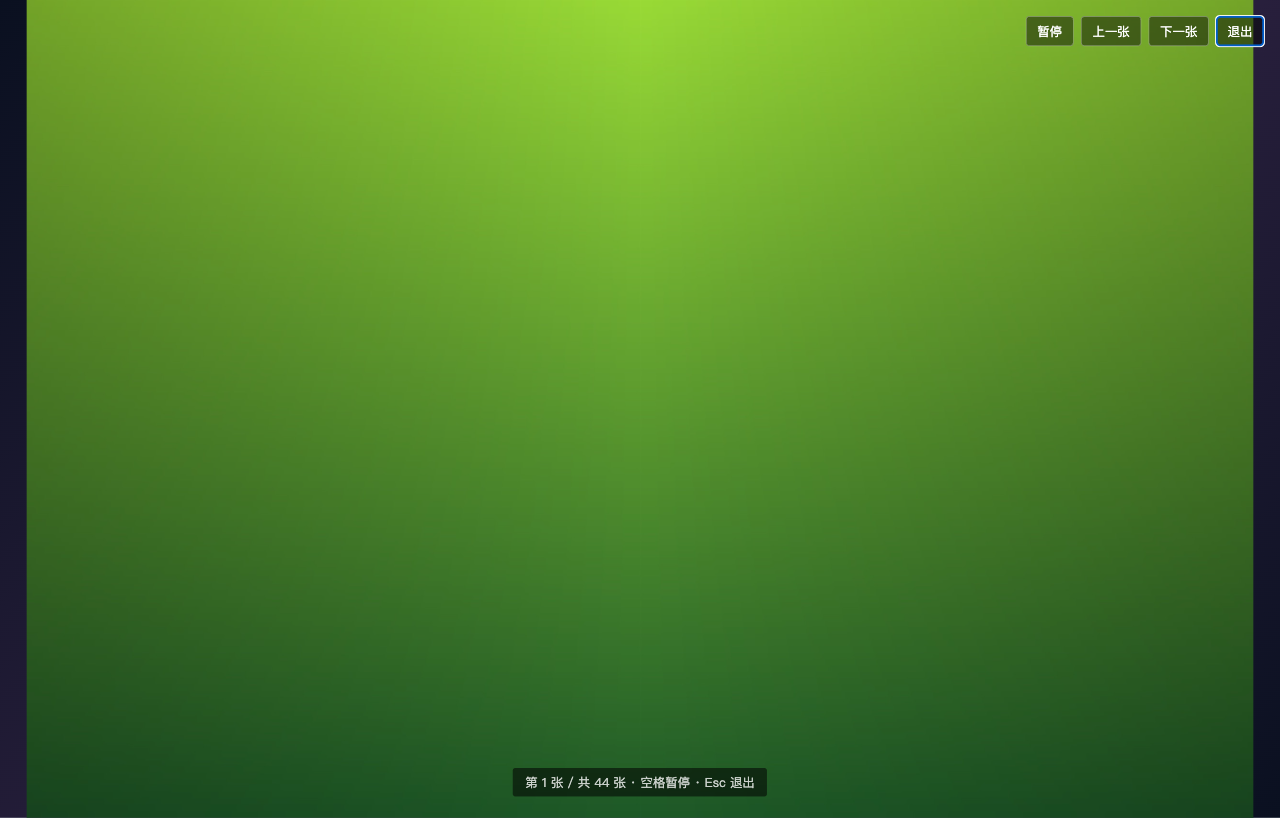 暂停 上一张 下一张 退出
第 1 张 / 共 44 张 · 空格暂停 · Esc 退出